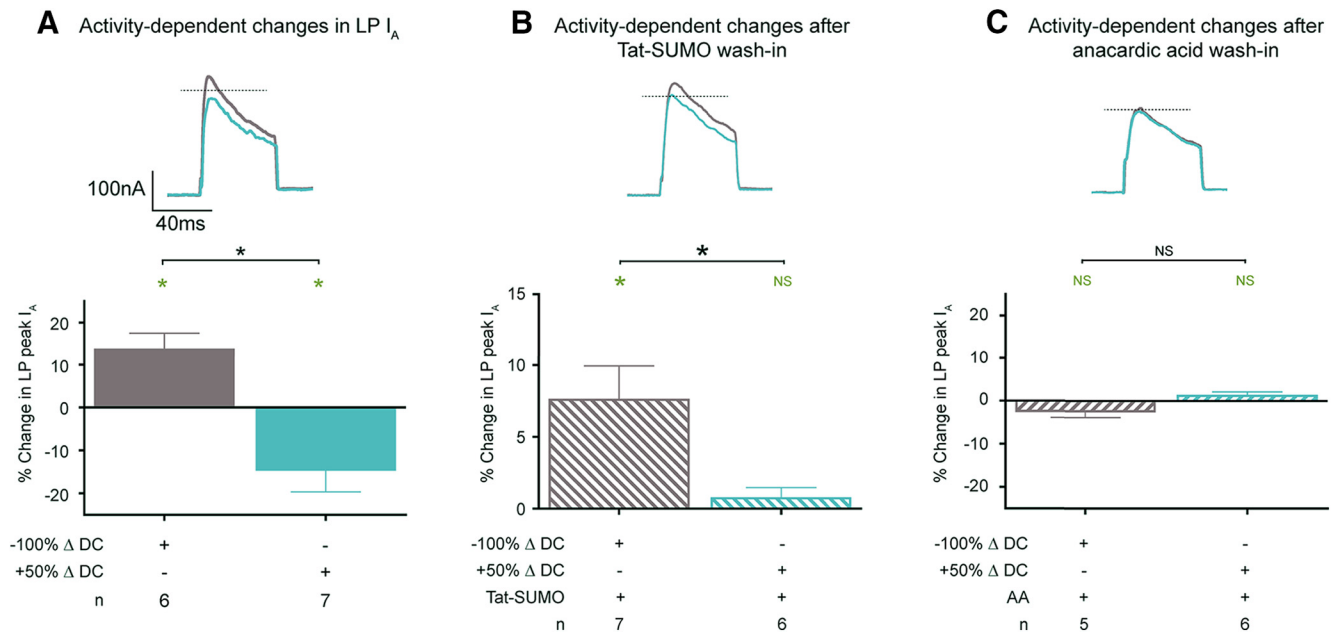 A Activity-dependent changes in LP IA
100nA
40ms
*
* *
% Change in LP peak IA
20
10
0
-10
-20
-100% Δ DC + -
+50% Δ DC - +
n 6 7
B Activity-dependent changes after
Tat-SUMO wash-in
*
* NS
% Change in LP peak IA
15
10
5
0
-100% Δ DC + -
+50% Δ DC - +
Tat-SUMO + +
n 7 6
C Activity-dependent changes after
anacardic acid wash-in
NS
NS NS
% Change in LP peak IA
20
10
0
-10
-20
-100% Δ DC + -
+50% Δ DC - +
AA + +
n 5 6